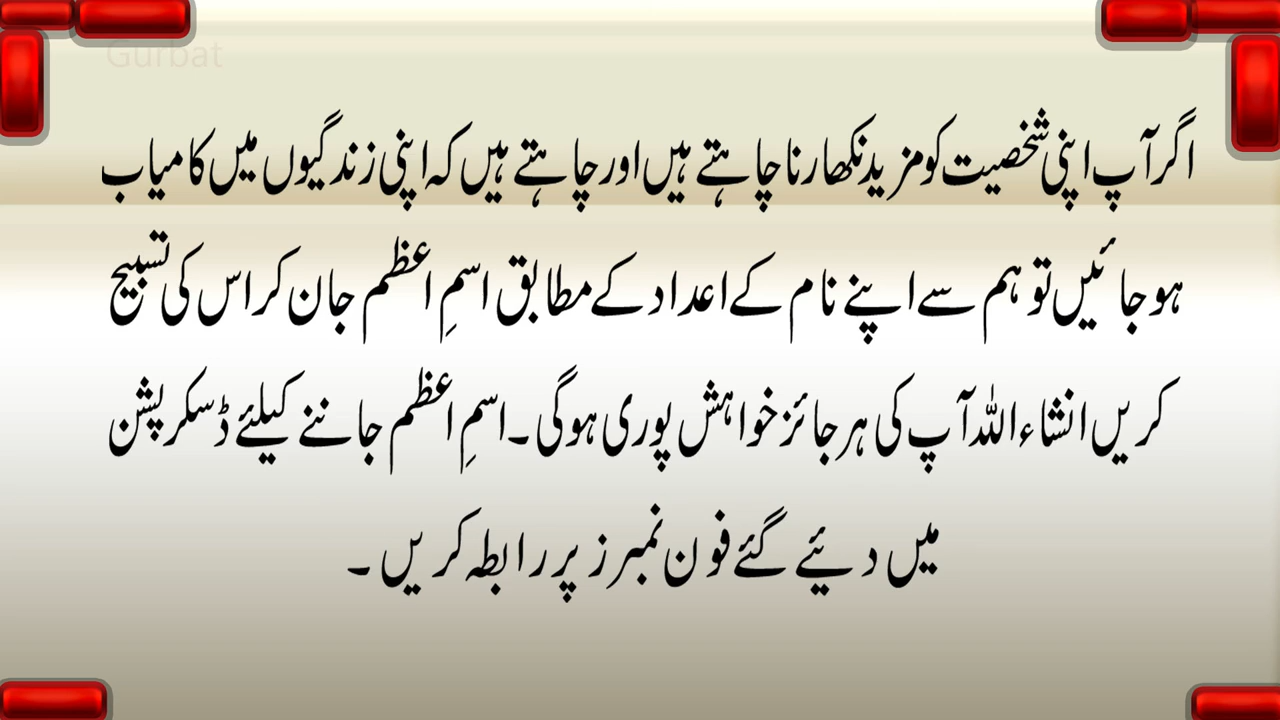 Gurbat
اگر آپ اپنی شخصیت کو مزید نکھارنا چاہتے ہیں اور چاہتے ہیں کہ اپنی زندگیوں میں کامیاب
ہو جائیں تو ہم سے اپنے نام کے اعداد کے مطابق اسمِ اعظم جان کر اس کی تسبیح
کریں انشاء اللہ آپ کی ہر جائز خواہش پوری ہوگی۔ اسمِ اعظم جاننے کیلئے ڈسکرپشن
میں دئیے گئے فون نمبرز پر رابطہ کریں۔